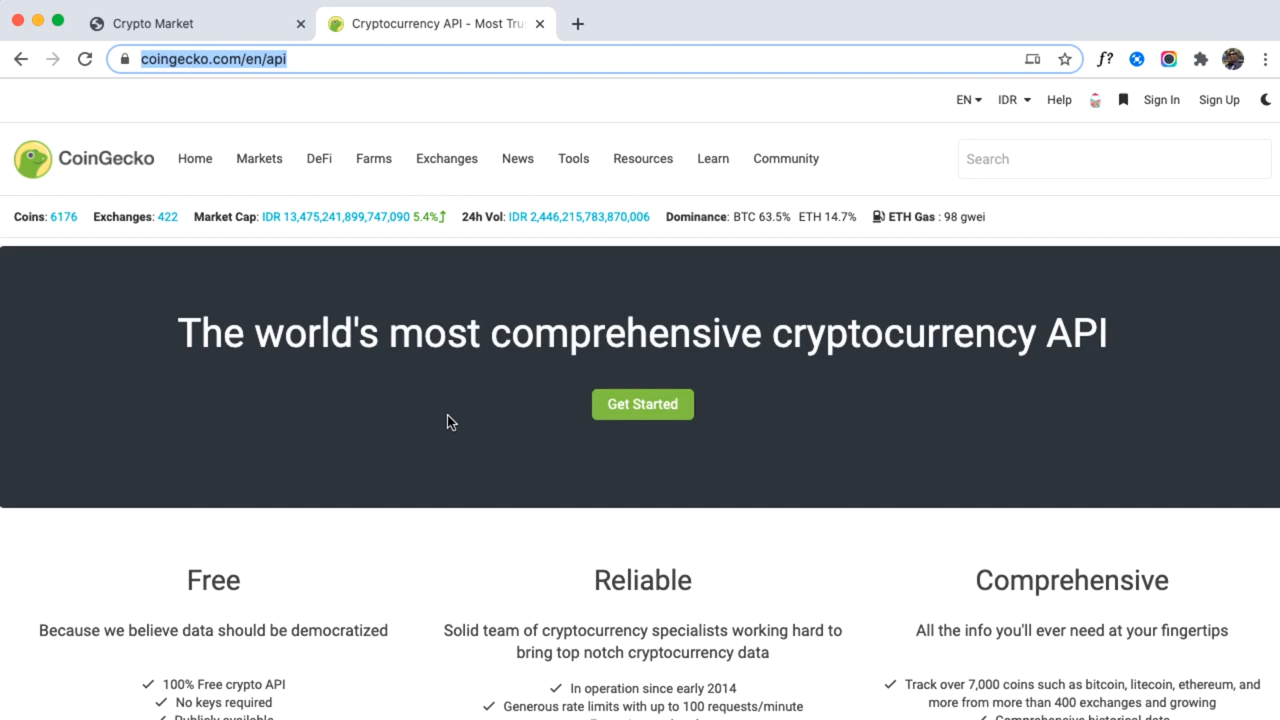 Crypto Market
Cryptocurrency API - Most Tru
coingecko.com/en/api
f?
EN IDR Help Sign In Sign Up
CoinGecko Home Markets DeFi Farms Exchanges News Tools Resources Learn Community Search
Coins: 6176 Exchanges: 422 Market Cap: IDR 13,475,241,899,747,090 5.4% 24h Vol: IDR 2,446,215,783,870,006 Dominance: BTC 63.5% ETH 14.7% ETH Gas : 98 gwei
The world's most comprehensive cryptocurrency API
Get Started
Free
Because we believe data should be democratized
100% Free crypto API
No keys required
Publicly available
Reliable
Solid team of cryptocurrency specialists working hard to
bring top notch cryptocurrency data
In operation since early 2014
Generous rate limits with up to 100 requests/minute
Comprehensive
All the info you'll ever need at your fingertips
Track over 7,000 coins such as bitcoin, litecoin, ethereum, and
more from more than 400 exchanges and growing
Comprehensive historical data